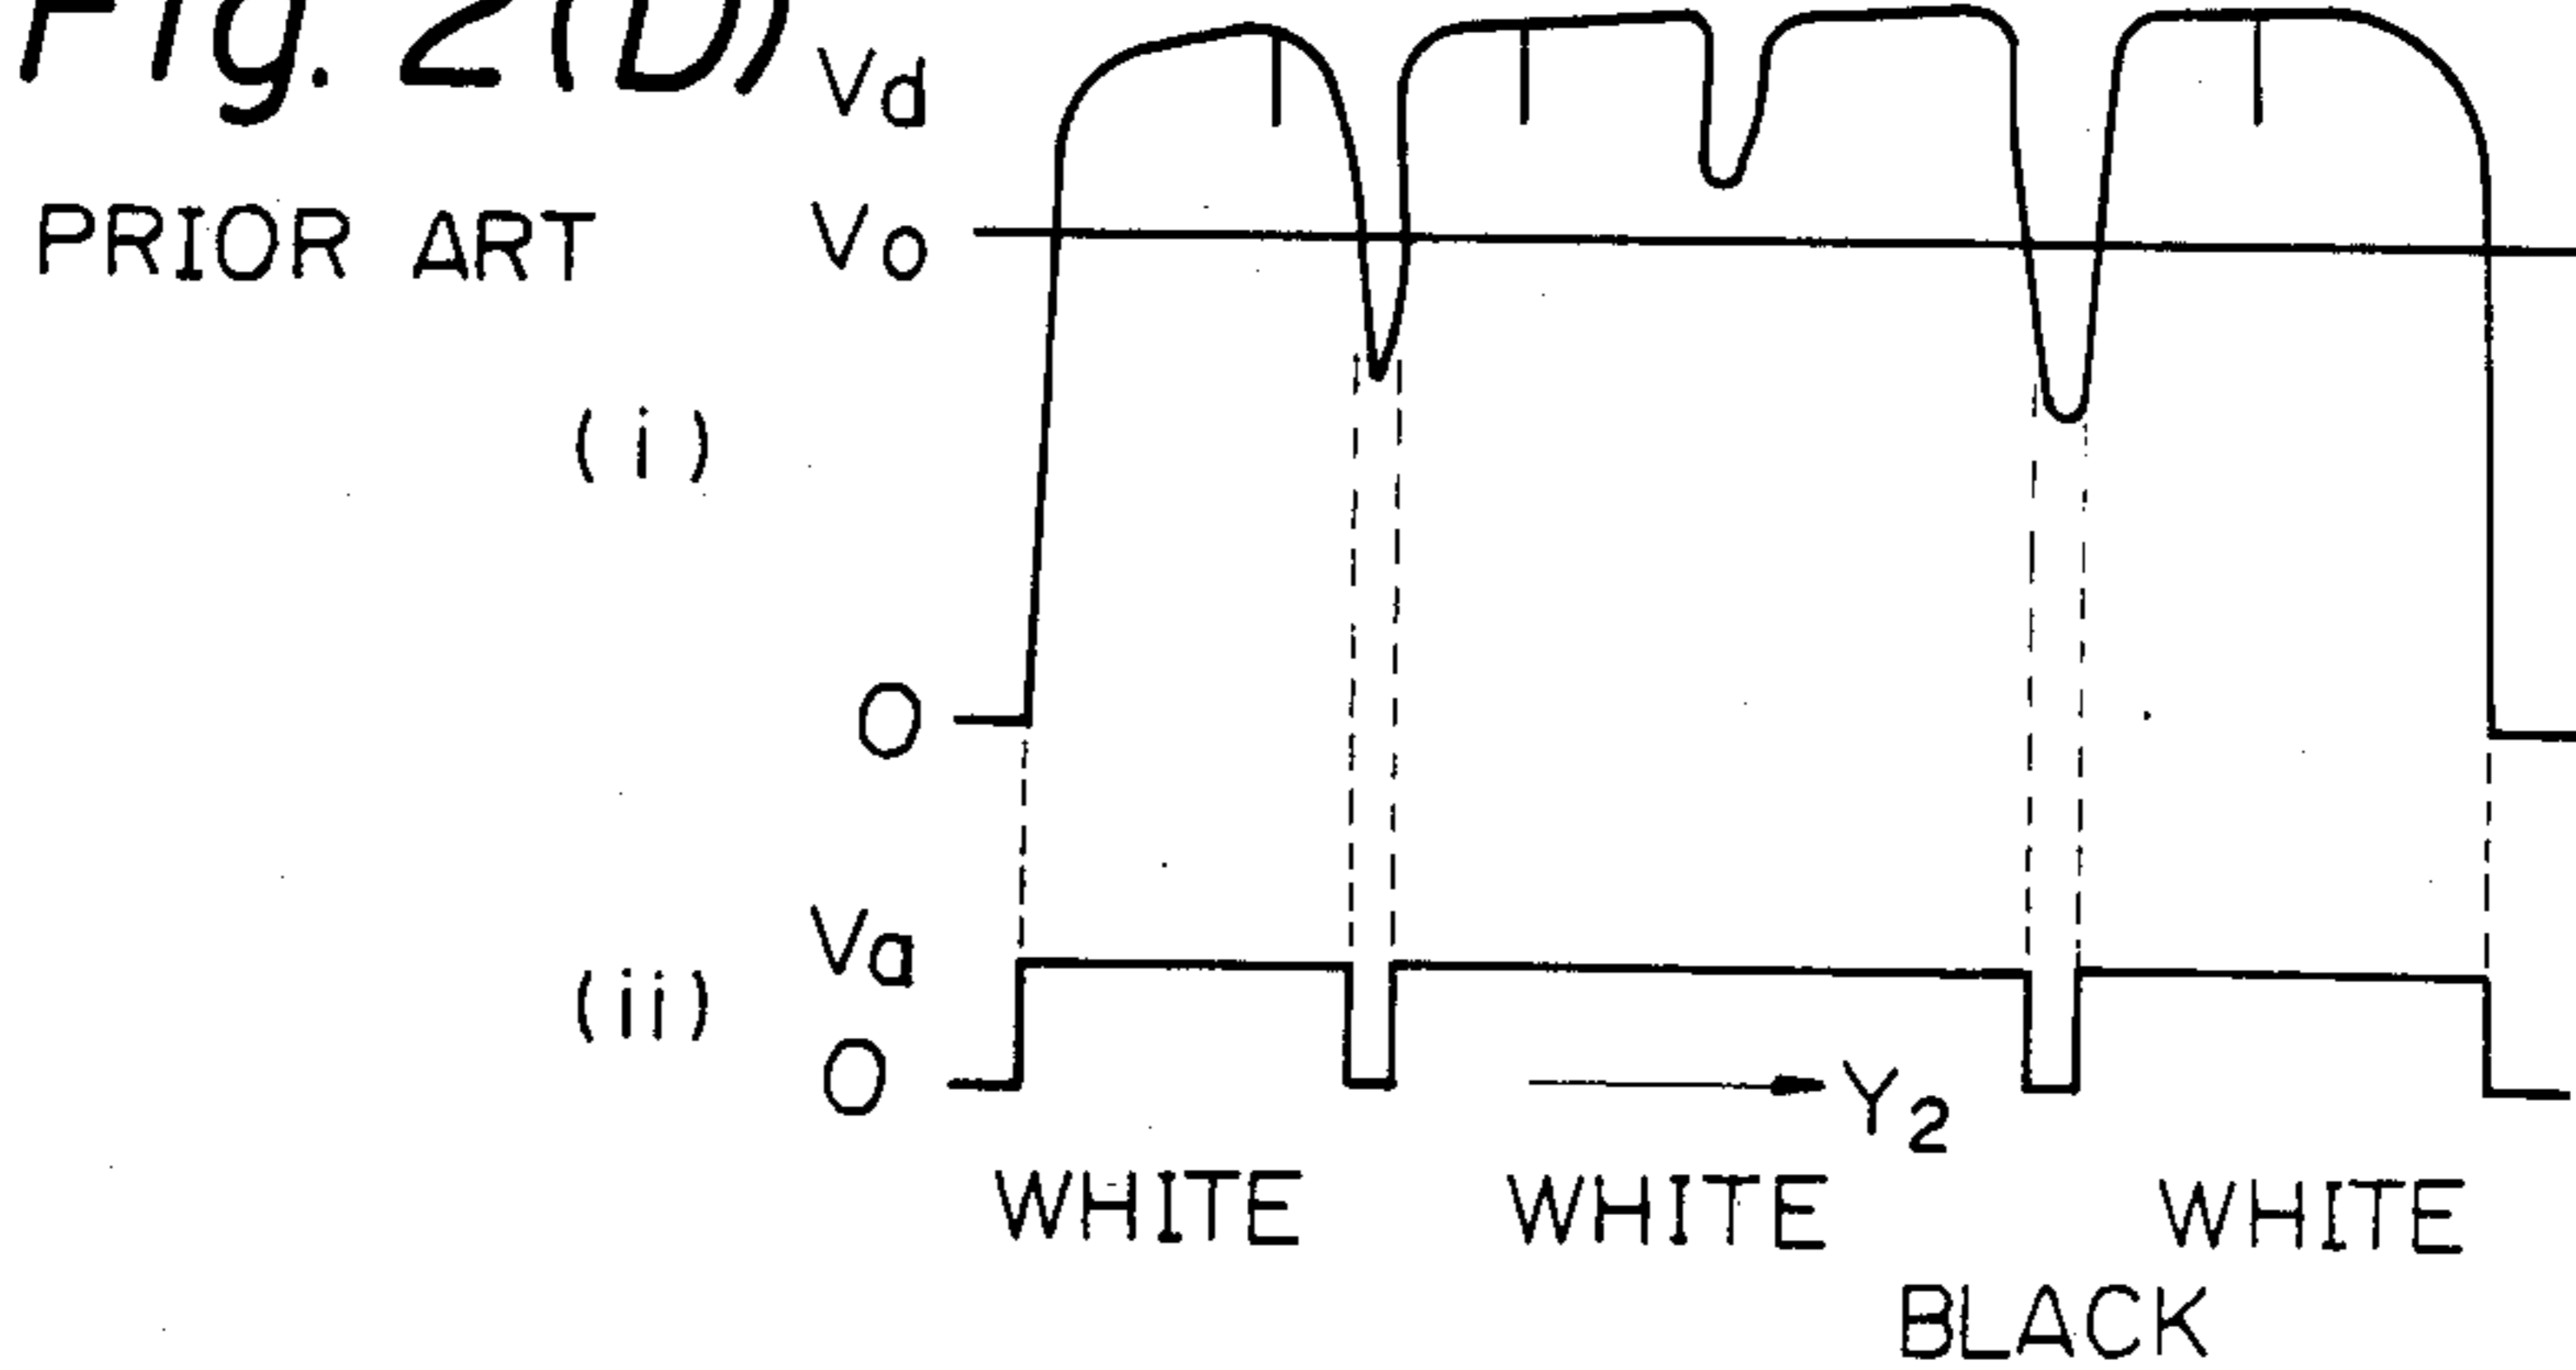 Fig. 2(D)
PRIOR ART
Vd
Vo
(i)
O
Va
(ii)
O
Y2
WHITE WHITE WHITE
BLACK